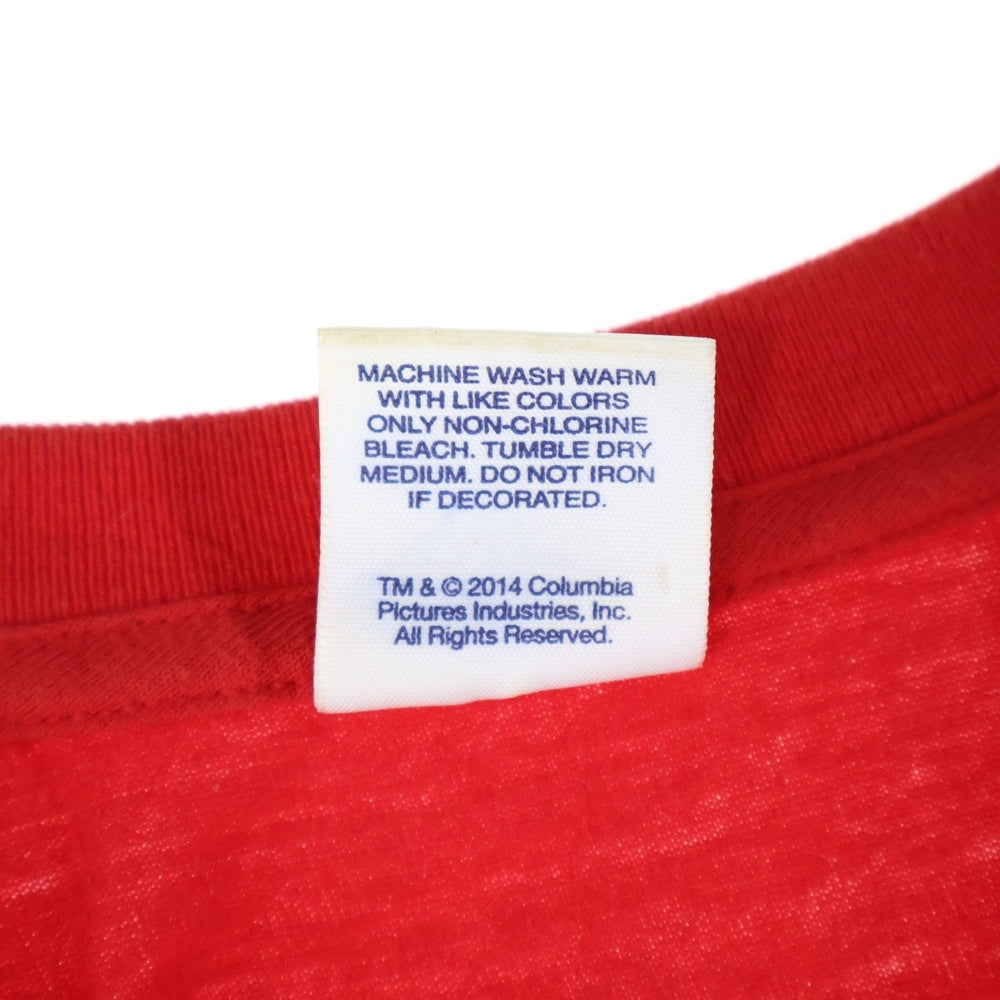 MACHINE WASH WARM
WITH LIKE COLORS
ONLY NON-CHLORINE
BLEACH. TUMBLE DRY
MEDIUM. DO NOT IRON
IF DECORATED.
TM & © 2014 Columbia
Pictures Industries, Inc.
All Rights Reserved.